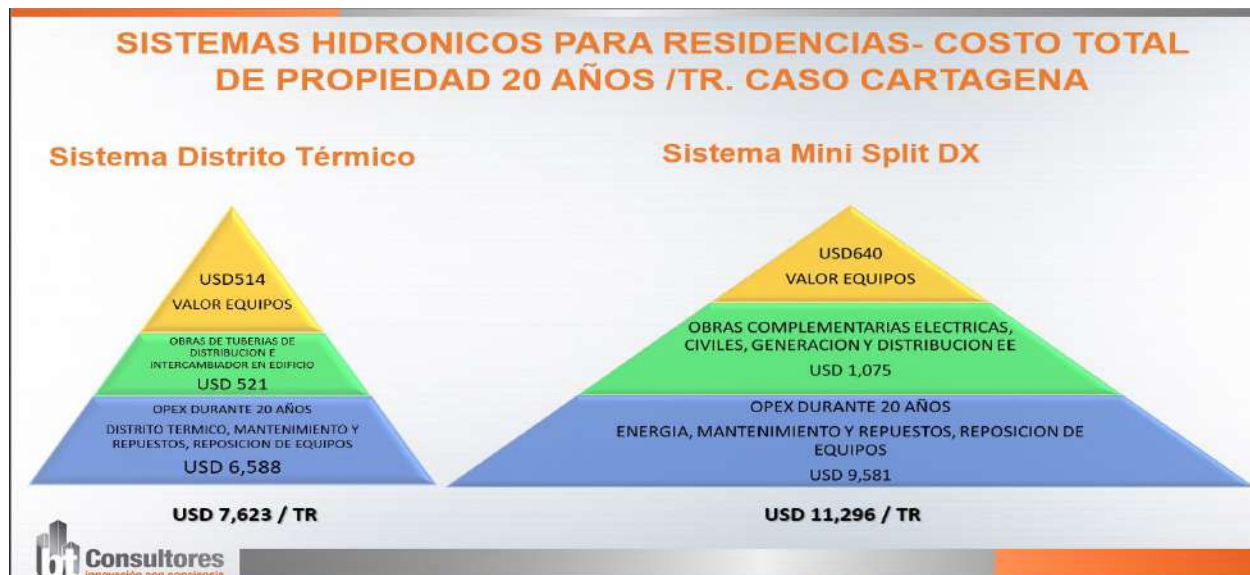 SISTEMAS HIDRONICOS PARA RESIDENCIAS- COSTO TOTAL
DE PROPIEDAD 20 AÑOS /TR. CASO CARTAGENA
Sistema Distrito Térmico
USD514
VALOR EQUIPOS
OBRAS DE TUBERIAS DE
DISTRIBUCION E
INTERCAMBIADOR EN EDIFICIO
USD 521
OPEX DURANTE 20 AÑOS
DISTRITO TERMICO, MANTENIMIENTO Y
REPUESTOS, REPOSICION DE EQUIPOS
USD 6,588
USD 7,623 / TR
Sistema Mini Split DX
USD640
VALOR EQUIPOS
OBRAS COMPLEMENTARIAS ELECTRICAS,
CIVILES, GENERACION Y DISTRIBUCION EE
USD 1,075
OPEX DURANTE 20 AÑOS
ENERGIA, MANTENIMIENTO Y REPUESTOS, REPOSICION DE
EQUIPOS
USD 9,581
USD 11,296 / TR
bt Consultores
innovación con consciencia